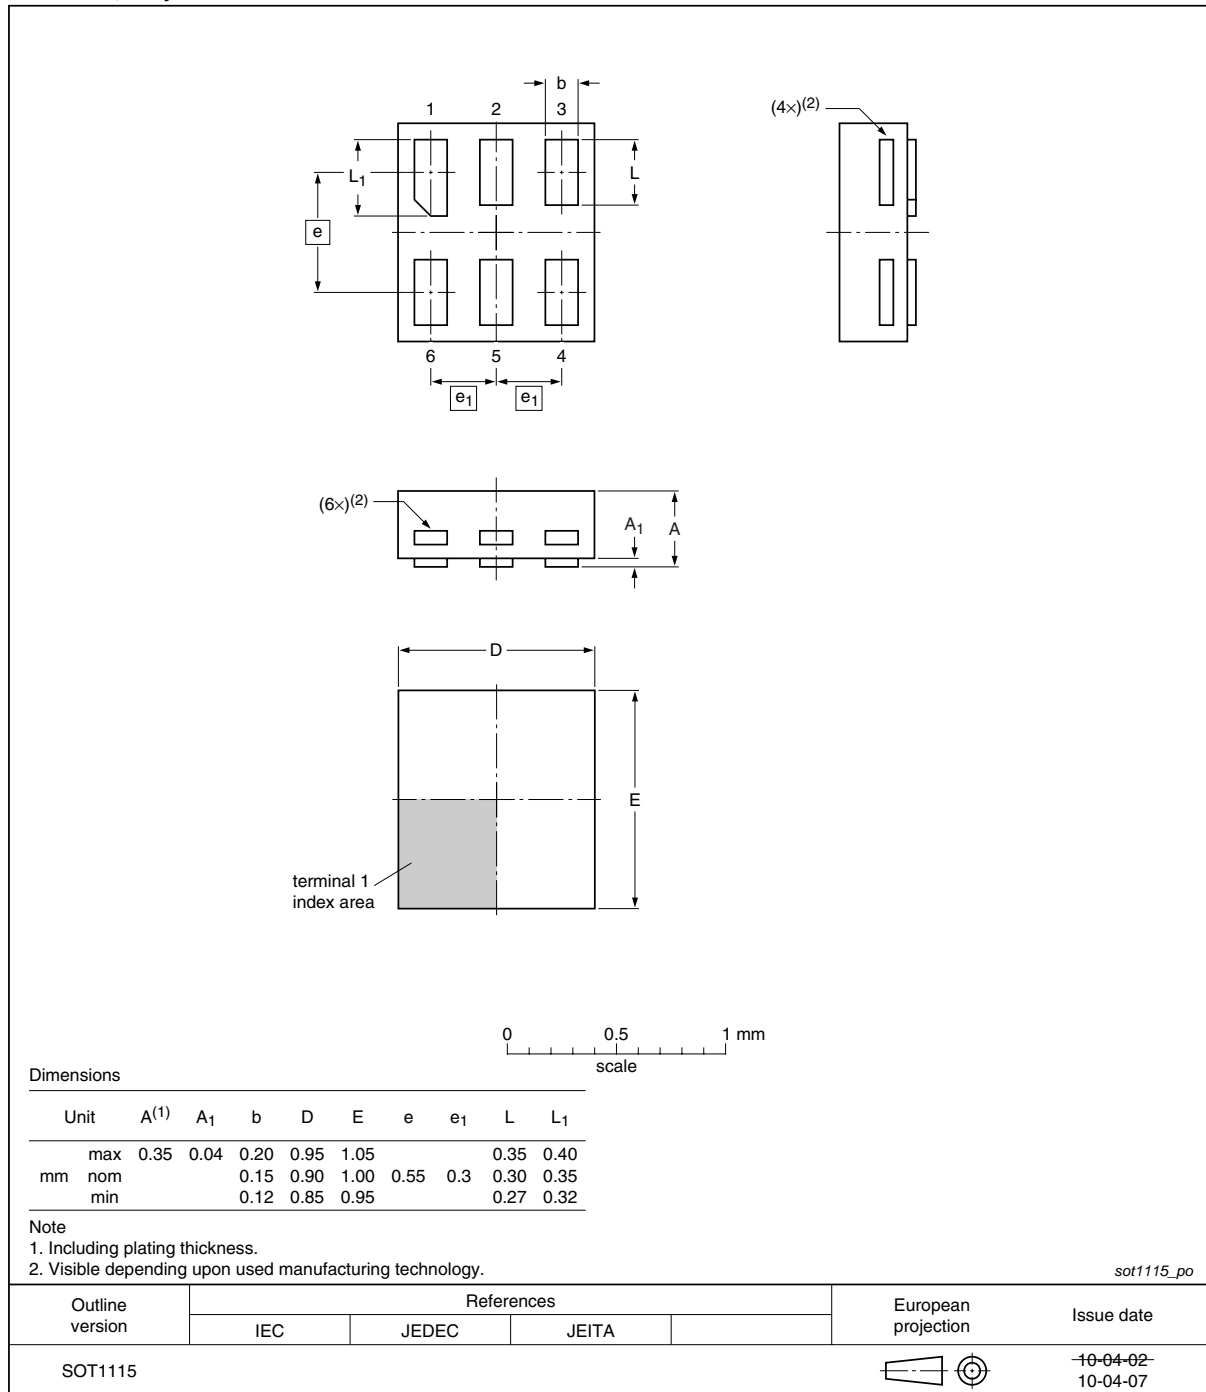 b
1 2 3
(4×)(2)
L1
L
e
6 5 4
e1 e1
(6×)(2)
A1 A
D
E
terminal 1
index area
0 0.5 1 mm
scale
Dimensions
Unit A(1) A1 b D E e e1 L L1
max 0.35 0.04 0.20 0.95 1.05 0.35 0.40
mm nom 0.15 0.90 1.00 0.55 0.3 0.30 0.35
min 0.12 0.85 0.95 0.27 0.32
Note
1. Including plating thickness.
2. Visible depending upon used manufacturing technology.
sot1115_po
Outline version
References
European projection
Issue date
IEC JEDEC JEITA
SOT1115
10-04-02
10-04-07